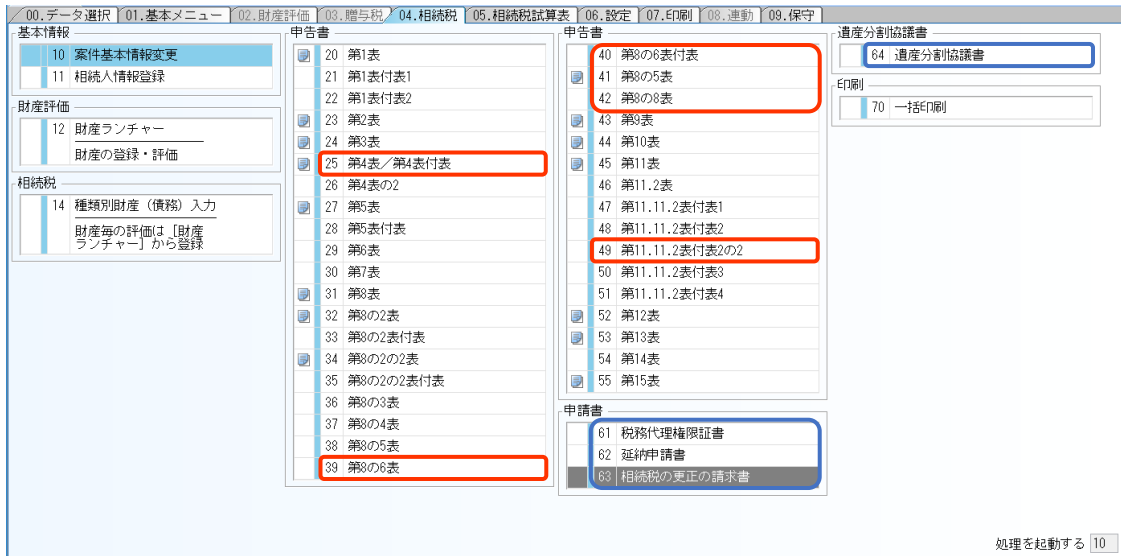 00.データ選択 01.基本メニュー 02.財産評価 03.贈与税 04.相続税 05.相続税試算表 06.設定 07.印刷 08.連動 09.保守
基本情報
10 案件基本情報変更
11 相続人情報登録
財産評価
12 財産ランチャー
財産の登録・評価
相続税
14 種類別財産（債務）入力
財産毎の評価は［財産
ランチャー］から登録
申告書
20 第1表
21 第1表付表1
22 第1表付表2
23 第2表
24 第3表
25 第4表／第4表付表
26 第4表の2
27 第5表
28 第5表付表
29 第6表
30 第7表
31 第8表
32 第8の2表
33 第8の2表付表
34 第8の2の2表
35 第8の2の2表付表
36 第8の3表
37 第8の4表
38 第8の5表
39 第8の6表
申告書
40 第8の6表付表
41 第8の5表
42 第8の8表
43 第9表
44 第10表
45 第11表
46 第11.2表
47 第11.11.2表付表1
48 第11.11.2表付表2
49 第11.11.2表付表2の2
50 第11.11.2表付表3
51 第11.11.2表付表4
52 第12表
53 第13表
54 第14表
55 第15表
申請書
61 税務代理権限証書
62 延納申請書
63 相続税の更正の請求書
遺産分割協議書
64 遺産分割協議書
印刷
70 一括印刷
処理を起動する 10